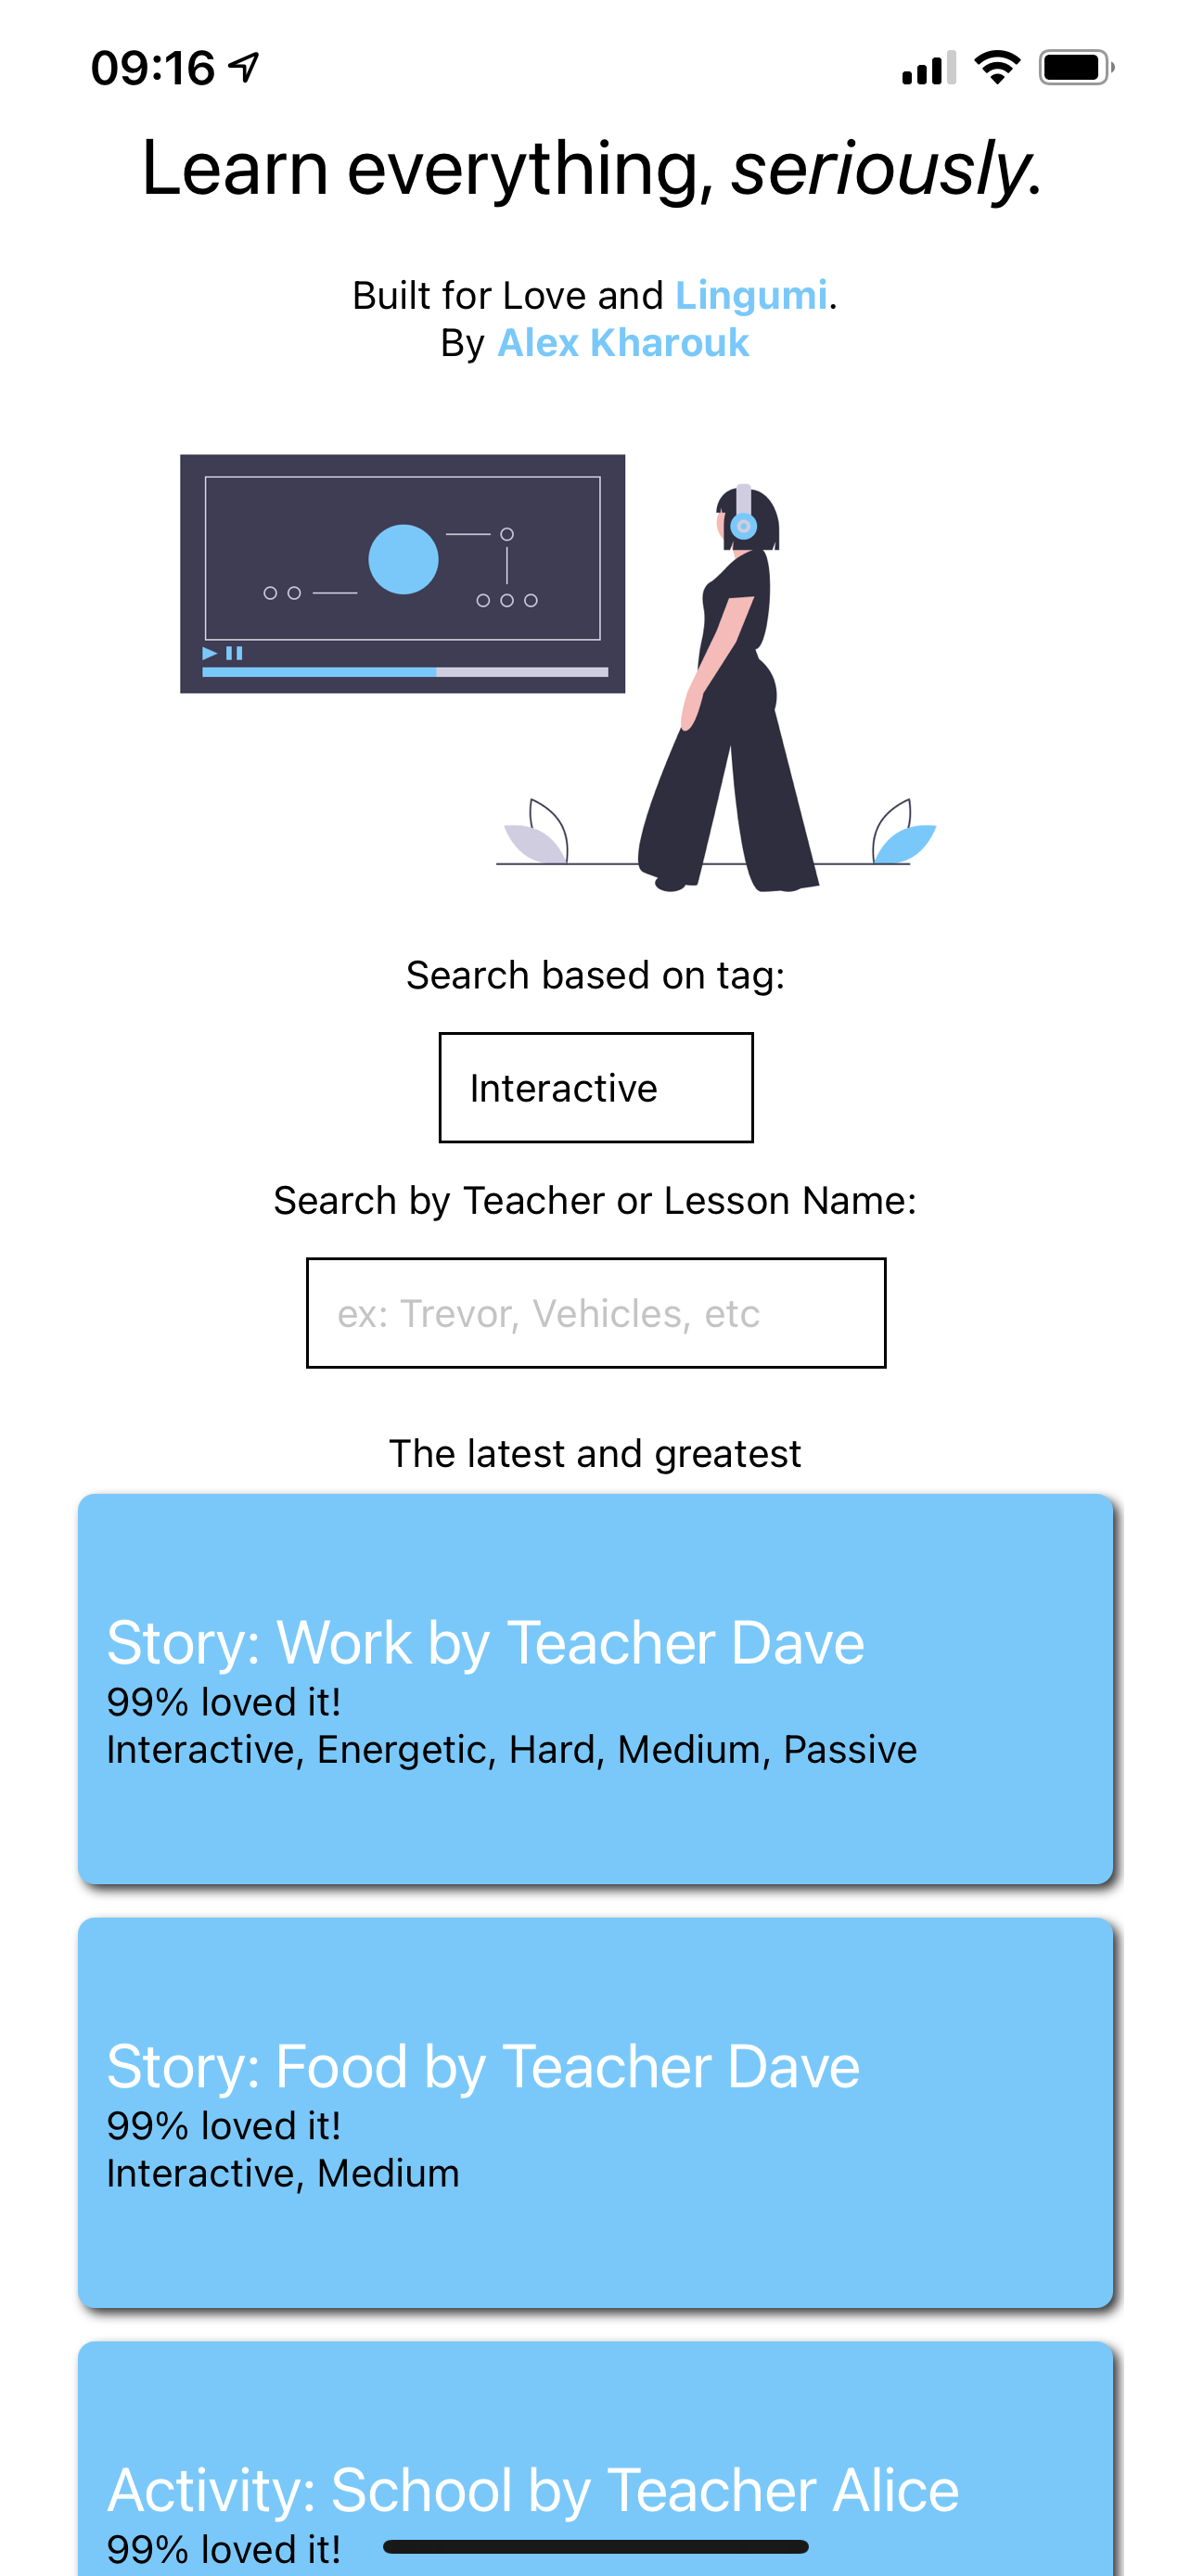 09:16
Learn everything, seriously.
Built for Love and Lingumi.
By Alex Kharouk
Search based on tag:
Interactive
Search by Teacher or Lesson Name:
ex: Trevor, Vehicles, etc
The latest and greatest
Story: Work by Teacher Dave
99% loved it!
Interactive, Energetic, Hard, Medium, Passive
Story: Food by Teacher Dave
99% loved it!
Interactive, Medium
Activity: School by Teacher Alice
99% loved it!